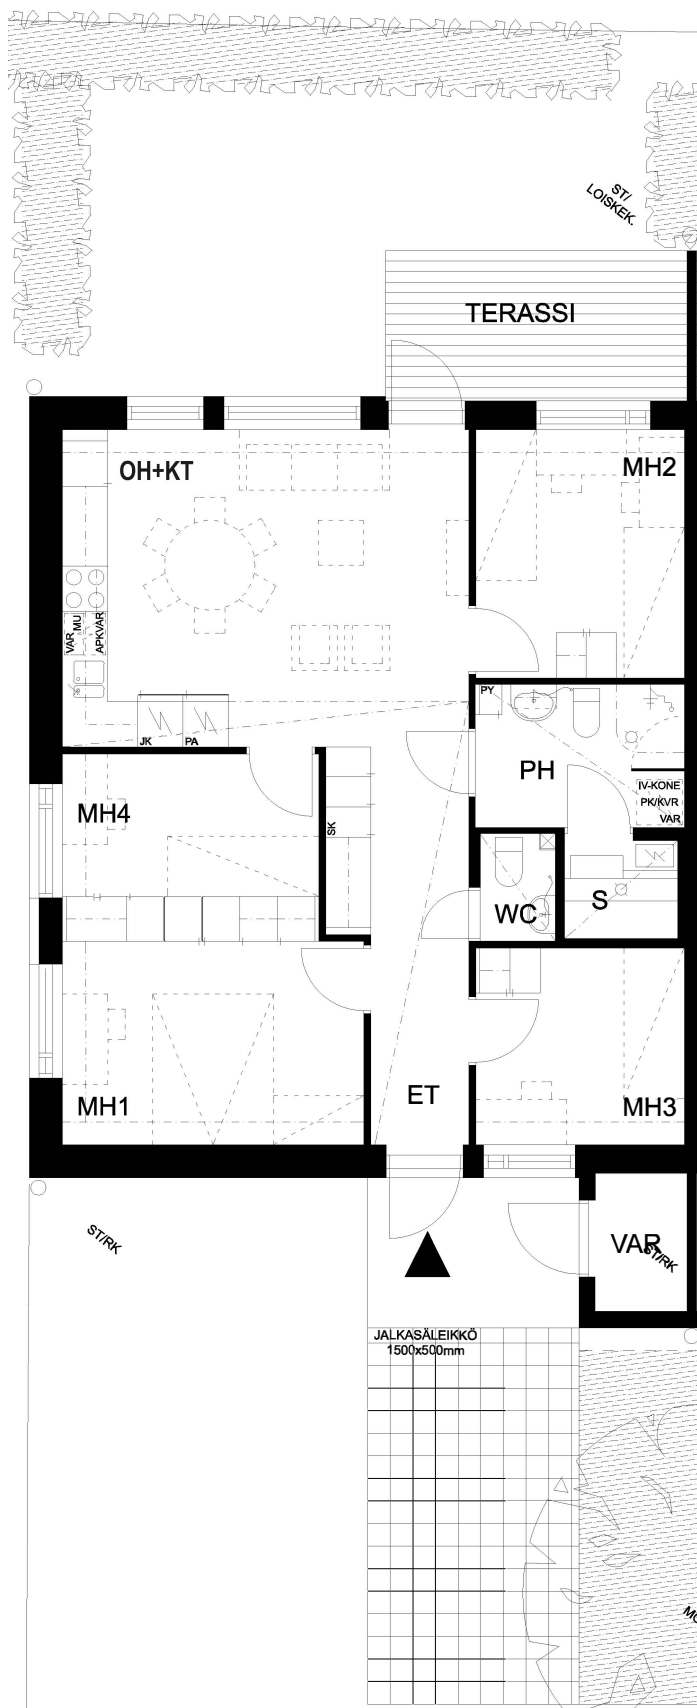 ST/
LOISKEK.
TERASSI
OH+KT
MH2
VAR
MU
APKVAR
JK
PA
PY
PH
IV-KONE
PK/KVR
VAR
MH4
SK
WC
S
MH1
ET
MH3
ST/RK
VAR
ST/RK
JALKASÄLEIKKÖ
1500x500mm